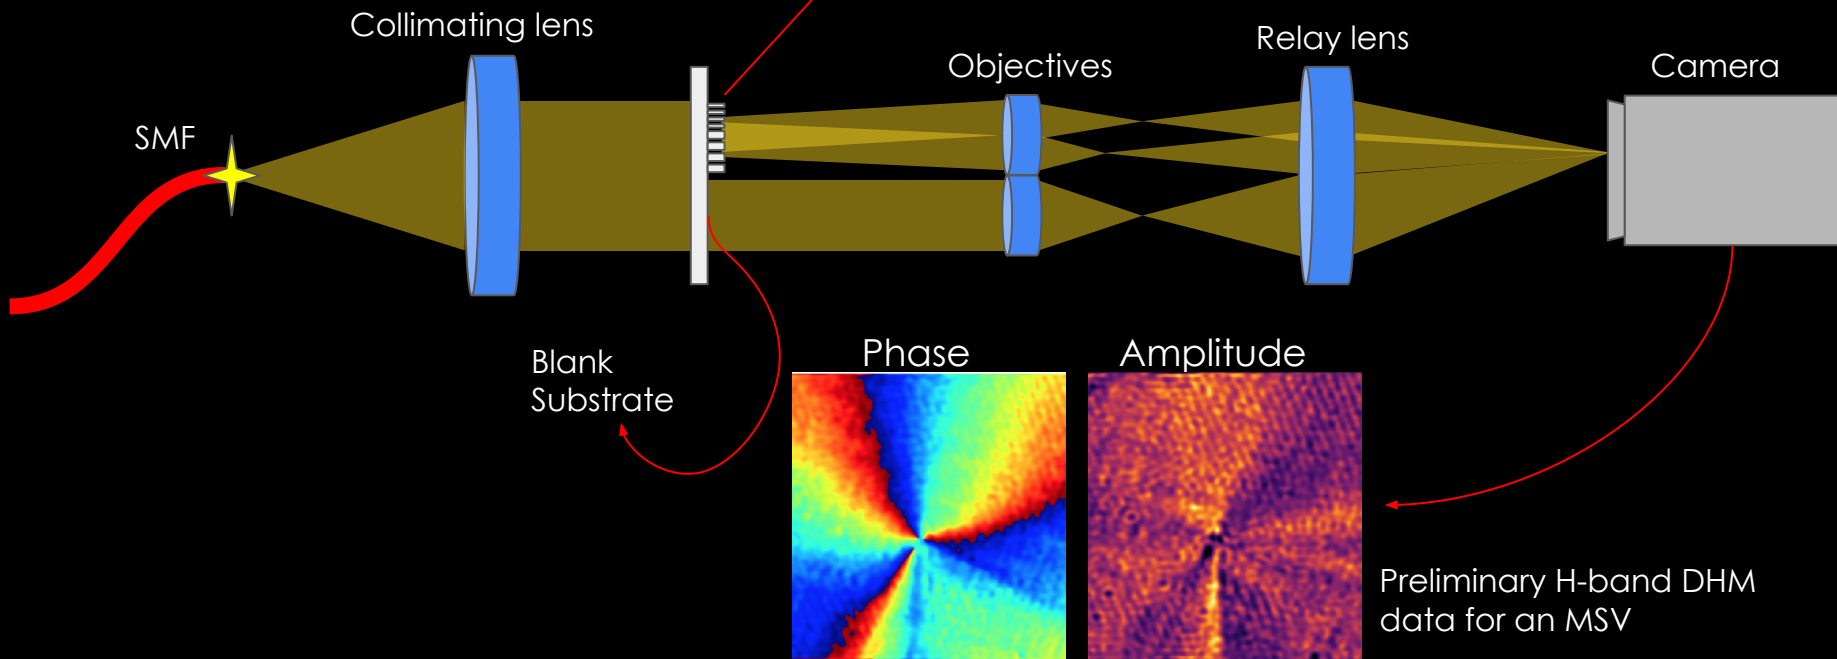 Collimating lens
Relay lens
Objectives
Camera
SMF
Phase
Amplitude
Blank
Substrate
Preliminary H-band DHM
data for an MSV